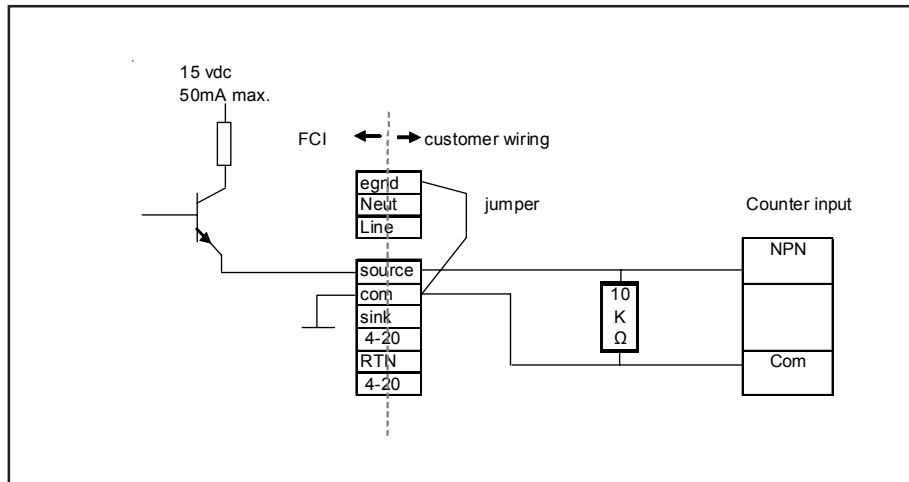 15 vdc
50mA max.
FCI
customer wiring
egnd
Neut
Line
jumper
Counter input
NPN
source
com
sink
4-20
RTN
4-20
10
K
Ω
Com